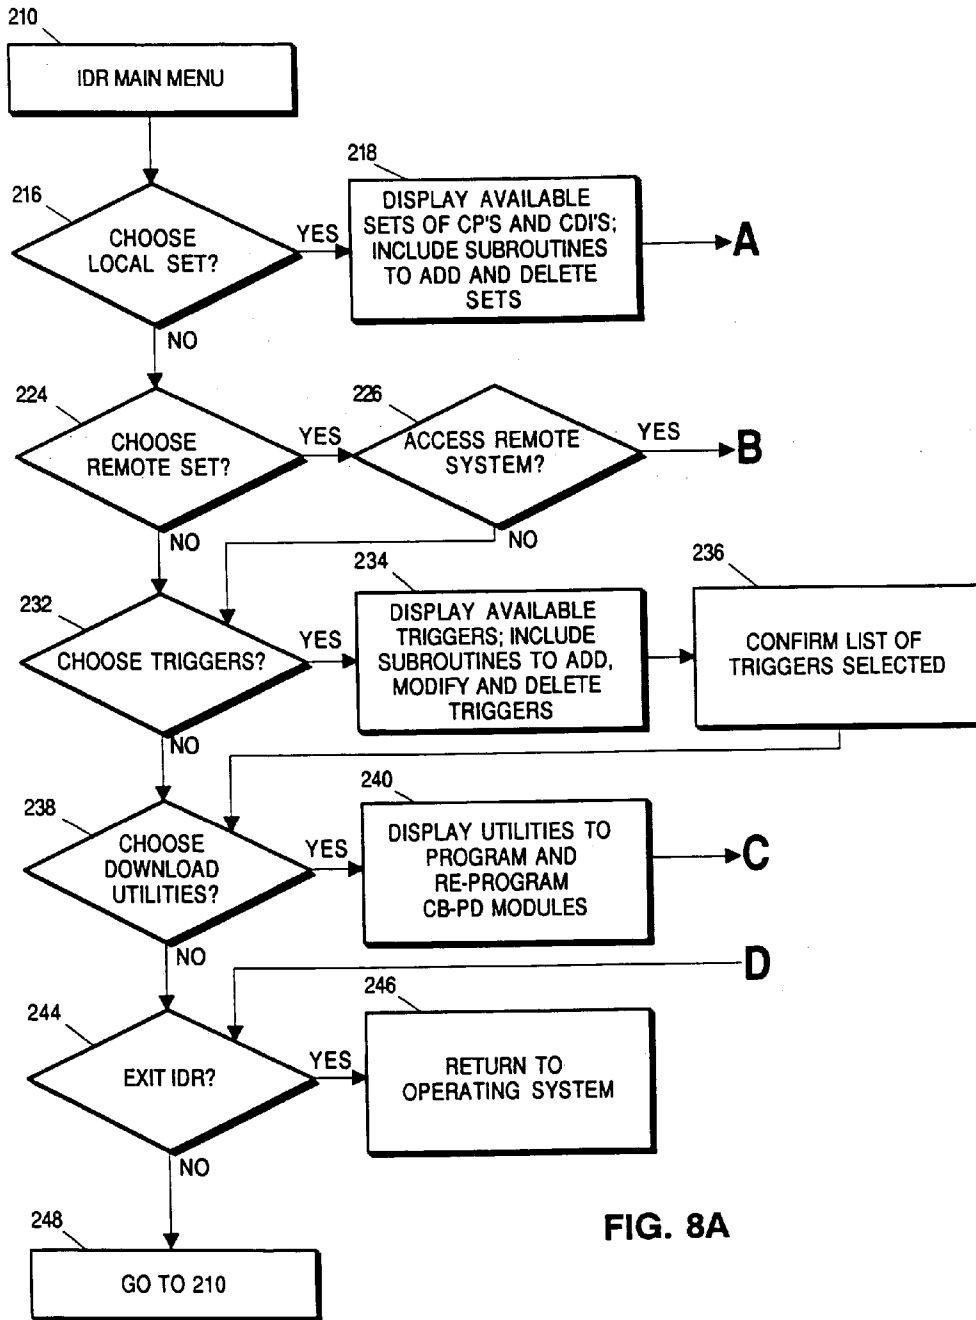 210
IDR MAIN MENU
216
CHOOSE
LOCAL SET?
YES
218
DISPLAY AVAILABLE
SETS OF CP'S AND CDI'S;
INCLUDE SUBROUTINES
TO ADD AND DELETE
SETS
A
NO
224
CHOOSE
REMOTE SET?
YES
226
ACCESS REMOTE
SYSTEM?
YES
B
NO
NO
232
CHOOSE TRIGGERS?
YES
234
DISPLAY AVAILABLE
TRIGGERS; INCLUDE
SUBROUTINES TO ADD,
MODIFY AND DELETE
TRIGGERS
236
CONFIRM LIST OF
TRIGGERS SELECTED
NO
238
CHOOSE
DOWNLOAD
UTILITIES?
YES
240
DISPLAY UTILITIES TO
PROGRAM AND
RE-PROGRAM
CB-PD MODULES
C
NO
D
244
EXIT IDR?
YES
246
RETURN TO
OPERATING SYSTEM
NO
248
GO TO 210
FIG. 8A